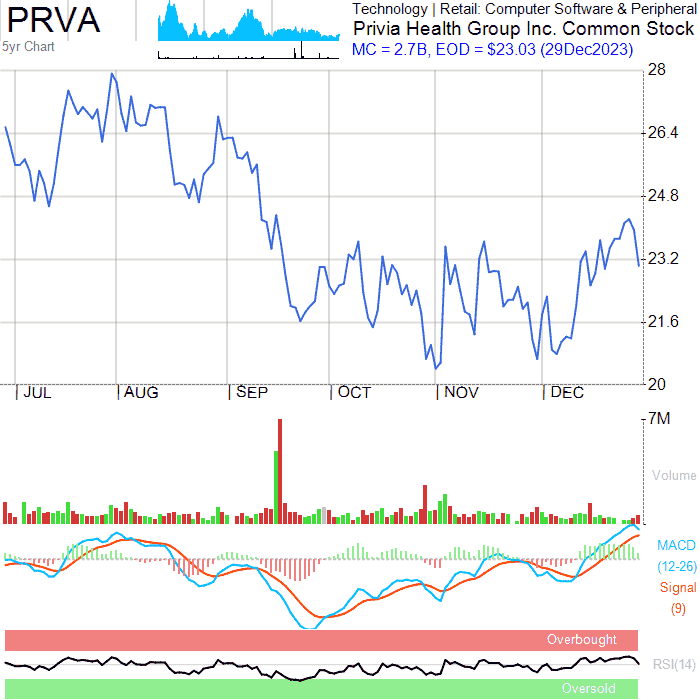 PRVA
5yr Chart
Technology | Retail: Computer Software & Peripheral
Privia Health Group Inc. Common Stock
MC = 2.7B, EOD = $23.03 (29Dec2023)
28
26.4
24.8
23.2
21.6
20
JUL
AUG
SEP
OCT
NOV
DEC
7M
Volume
MACD
(12-26)
Signal
(9)
Overbought
RSI(14)
Oversold